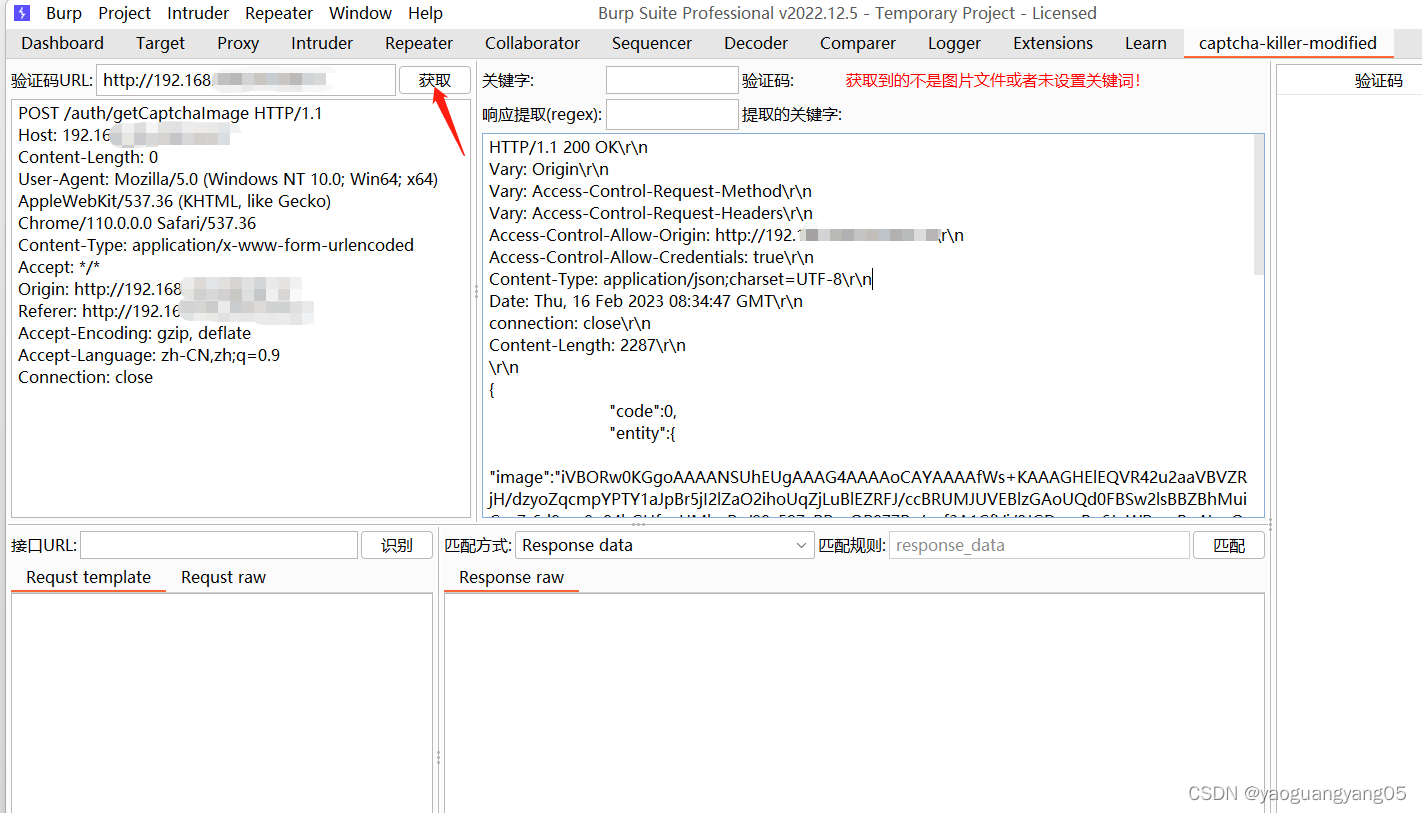 Burp Project Intruder Repeater Window Help Burp Suite Professional v2022.12.5 - Temporary Project - Licensed
Dashboard Target Proxy Intruder Repeater Collaborator Sequencer Decoder Comparer Logger Extensions Learn captcha-killer-modified
验证码URL: http://192.168. 获取
POST /auth/getCaptchaImage HTTP/1.1
Host: 192.16
Content-Length: 0
User-Agent: Mozilla/5.0 (Windows NT 10.0; Win64; x64)
AppleWebKit/537.36 (KHTML, like Gecko)
Chrome/110.0.0.0 Safari/537.36
Content-Type: application/x-www-form-urlencoded
Accept: */*
Origin: http://192.168
Referer: http://192.16
Accept-Encoding: gzip, deflate
Accept-Language: zh-CN,zh;q=0.9
Connection: close
关键字: 验证码: 获取到的不是图片文件或者未设置关键词!
响应提取(regex): 提取的关键字:
HTTP/1.1 200 OK\r\n
Vary: Origin\r\n
Vary: Access-Control-Request-Method\r\n
Vary: Access-Control-Request-Headers\r\n
Access-Control-Allow-Origin: http://192. \r\n
Access-Control-Allow-Credentials: true\r\n
Content-Type: application/json;charset=UTF-8\r\n
Date: Thu, 16 Feb 2023 08:34:47 GMT\r\n
connection: close\r\n
Content-Length: 2287\r\n
\r\n
{
"code":0,
"entity":{
"image":"iVBORw0KGgoAAAANSUhEUgAAAG4AAAAoCAYAAAAfWs+KAAAGHElEQVR42u2aaVBVZR
jH/dzyoZqcmpYPTY1aJpBr5jI2lZaO2ihoUqZjLuBlEZRFJ/ccBRUMJUVEBlzGAoUQd0FBSw2lsBBZBhMui
验证码
接口URL: 识别
Requst template Requst raw
匹配方式: Response data 匹配规则: response_data 匹配
Response raw
CSDN @yaoguangyang05